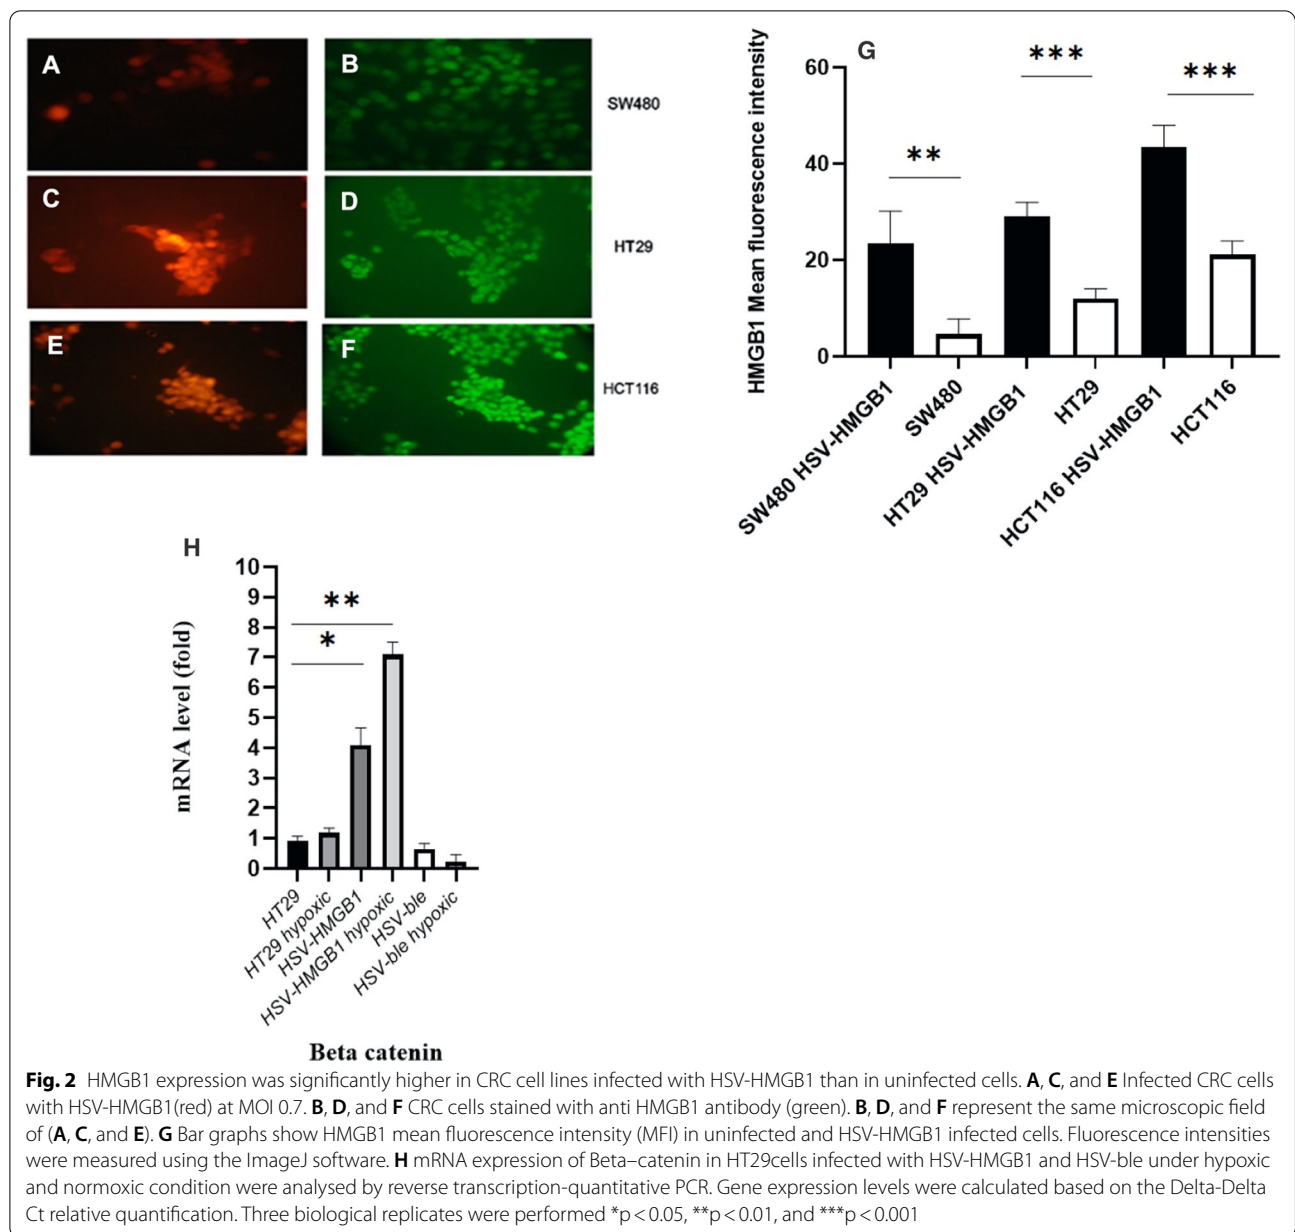 A
B
SW480
C
D
HT29
E
F
HCT116
G
HMGB1 Mean fluorescence intensity
60
40
20
0
**
***
***
SW480 HSV-HMGB1
SW480
HT29 HSV-HMGB1
HT29
HCT116 HSV-HMGB1
HCT116
H
mRNA level (fold)
10
9
8
7
6
5
4
3
2
1
0
**
*
HT29
HT29 hypoxic
HSV-HMGB1
HSV-HMGB1 hypoxic
HSV-ble
HSV-ble hypoxic
Beta catenin
Fig. 2 HMGB1 expression was significantly higher in CRC cell lines infected with HSV-HMGB1 than in uninfected cells. A, C, and E Infected CRC cells
with HSV-HMGB1(red) at MOI 0.7. B, D, and F CRC cells stained with anti HMGB1 antibody (green). B, D, and F represent the same microscopic field
of (A, C, and E). G Bar graphs show HMGB1 mean fluorescence intensity (MFI) in uninfected and HSV-HMGB1 infected cells. Fluorescence intensities
were measured using the ImageJ software. H mRNA expression of Beta–catenin in HT29cells infected with HSV-HMGB1 and HSV-ble under hypoxic
and normoxic condition were analysed by reverse transcription-quantitative PCR. Gene expression levels were calculated based on the Delta-Delta
Ct relative quantification. Three biological replicates were performed *p < 0.05, **p < 0.01, and ***p < 0.001